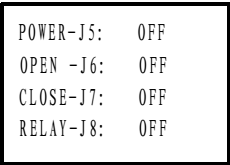 POWER-J5: OFF
OPEN -J6: OFF
CLOSE-J7: OFF
RELAY-J8: OFF